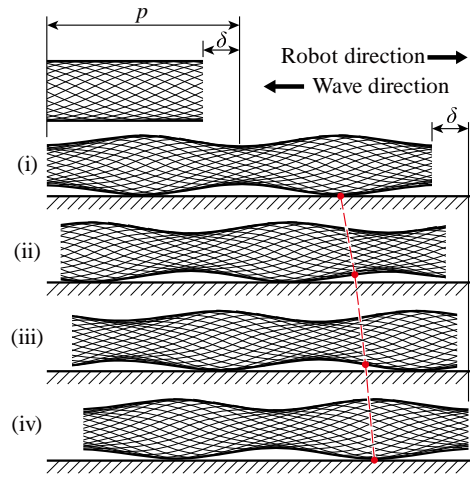 p
δ
Robot direction
Wave direction
δ
(i)
(ii)
(iii)
(iv)